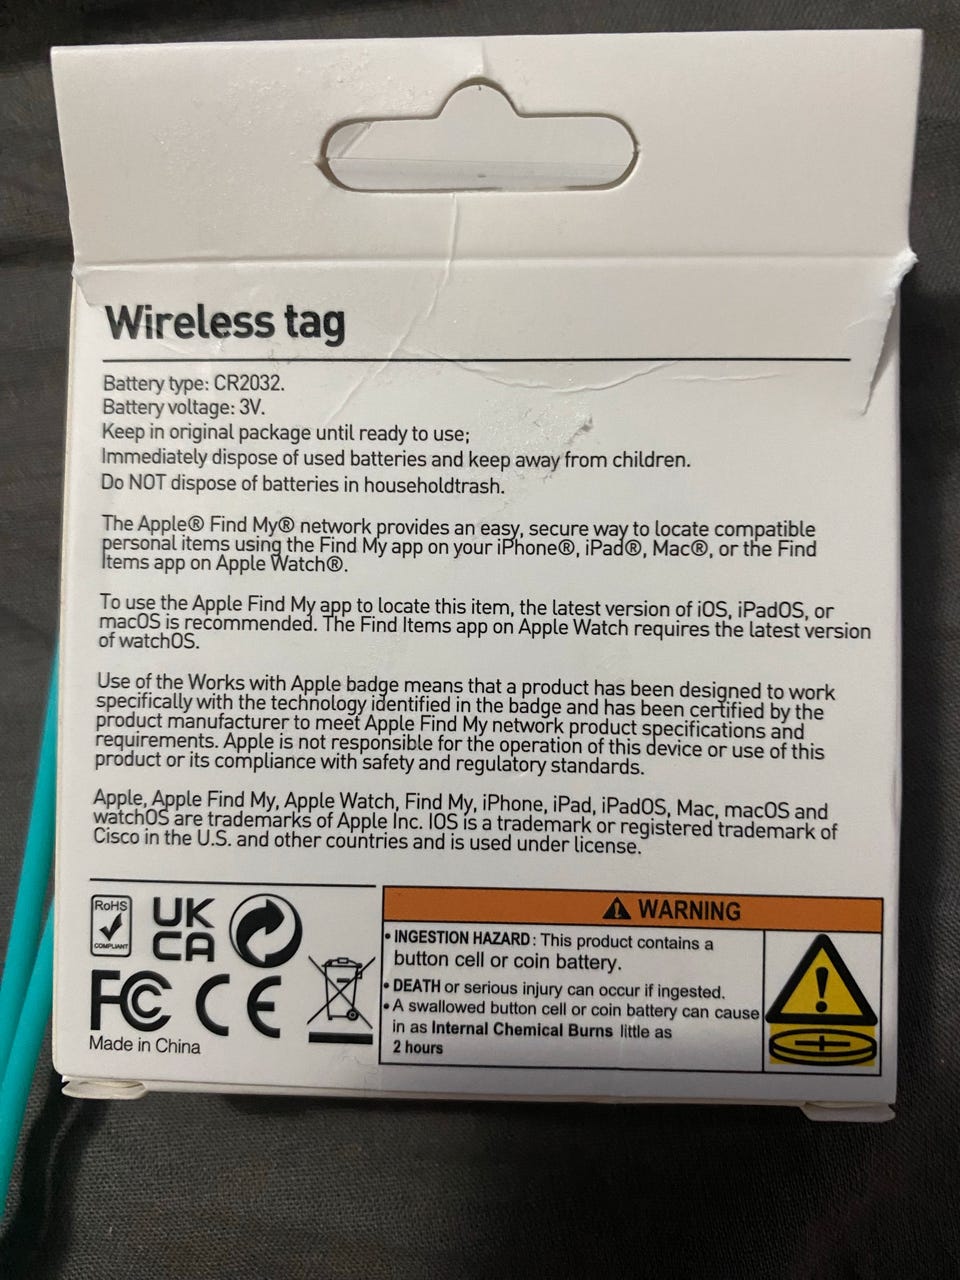 Wireless tag
Battery type: CR2032.
Battery voltage: 3V.
Keep in original package until ready to use;
Immediately dispose of used batteries and keep away from children.
Do NOT dispose of batteries in householdtrash.
The Apple® Find My® network provides an easy, secure way to locate compatible
personal items using the Find My app on your iPhone®, iPad®, Mac®, or the Find
Items app on Apple Watch®.
To use the Apple Find My app to locate this item, the latest version of iOS, iPadOS, or
macOS is recommended. The Find Items app on Apple Watch requires the latest version
of watchOS.
Use of the Works with Apple badge means that a product has been designed to work
specifically with the technology identified in the badge and has been certified by the
product manufacturer to meet Apple Find My network product specifications and
requirements. Apple is not responsible for the operation of this device or use of this
product or its compliance with safety and regulatory standards.
Apple, Apple Find My, Apple Watch, Find My, iPhone, iPad, iPadOS, Mac, macOS and
watchOS are trademarks of Apple Inc. IOS is a trademark or registered trademark of
Cisco in the U.S. and other countries and is used under license.
RoHS
COMPLIANT
UK
CA
FC CE
Made in China
WARNING
• INGESTION HAZARD: This product contains a
button cell or coin battery.
• DEATH or serious injury can occur if ingested.
• A swallowed button cell or coin battery can cause
in as Internal Chemical Burns little as
2 hours